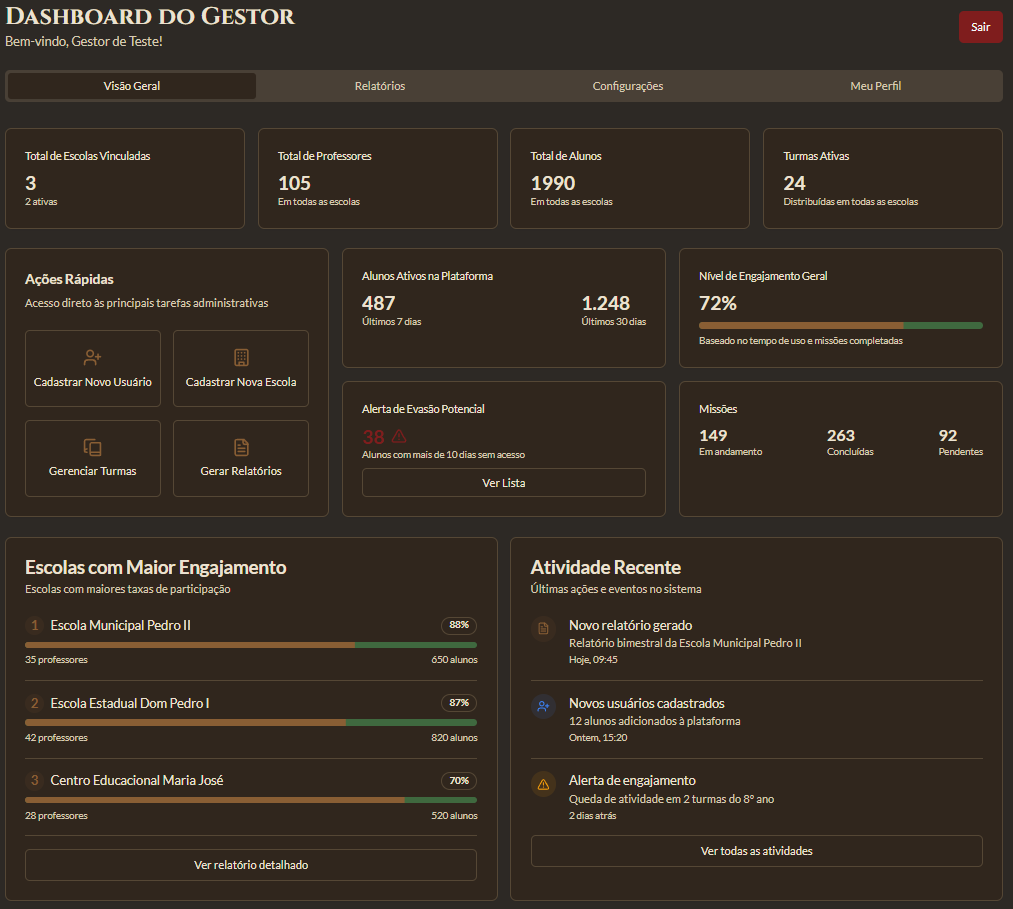 Dashboard do Gestor
Bem-vindo, Gestor de Teste!
Sair
Visão Geral
Relatórios
Configurações
Meu Perfil
Total de Escolas Vinculadas
3
2 ativas
Total de Professores
105
Em todas as escolas
Total de Alunos
1990
Em todas as escolas
Turmas Ativas
24
Distribuídas em todas as escolas
Ações Rápidas
Acesso direto às principais tarefas administrativas
Cadastrar Novo Usuário
Cadastrar Nova Escola
Gerenciar Turmas
Gerar Relatórios
Alunos Ativos na Plataforma
487
Últimos 7 dias
1.248
Últimos 30 dias
Nível de Engajamento Geral
72%
Baseado no tempo de uso e missões completadas
Alerta de Evasão Potencial
38
Alunos com mais de 10 dias sem acesso
Ver Lista
Missões
149
Em andamento
263
Concluídas
92
Pendentes
Escolas com Maior Engajamento
Escolas com maiores taxas de participação
1 Escola Municipal Pedro II 88%
35 professores 650 alunos
2 Escola Estadual Dom Pedro I 87%
42 professores 820 alunos
3 Centro Educacional Maria José 70%
28 professores 520 alunos
Ver relatório detalhado
Atividade Recente
Últimas ações e eventos no sistema
Novo relatório gerado
Relatório bimestral da Escola Municipal Pedro II
Hoje, 09:45
Novos usuários cadastrados
12 alunos adicionados à plataforma
Ontem, 15:20
Alerta de engajamento
Queda de atividade em 2 turmas do 8º ano
2 dias atrás
Ver todas as atividades